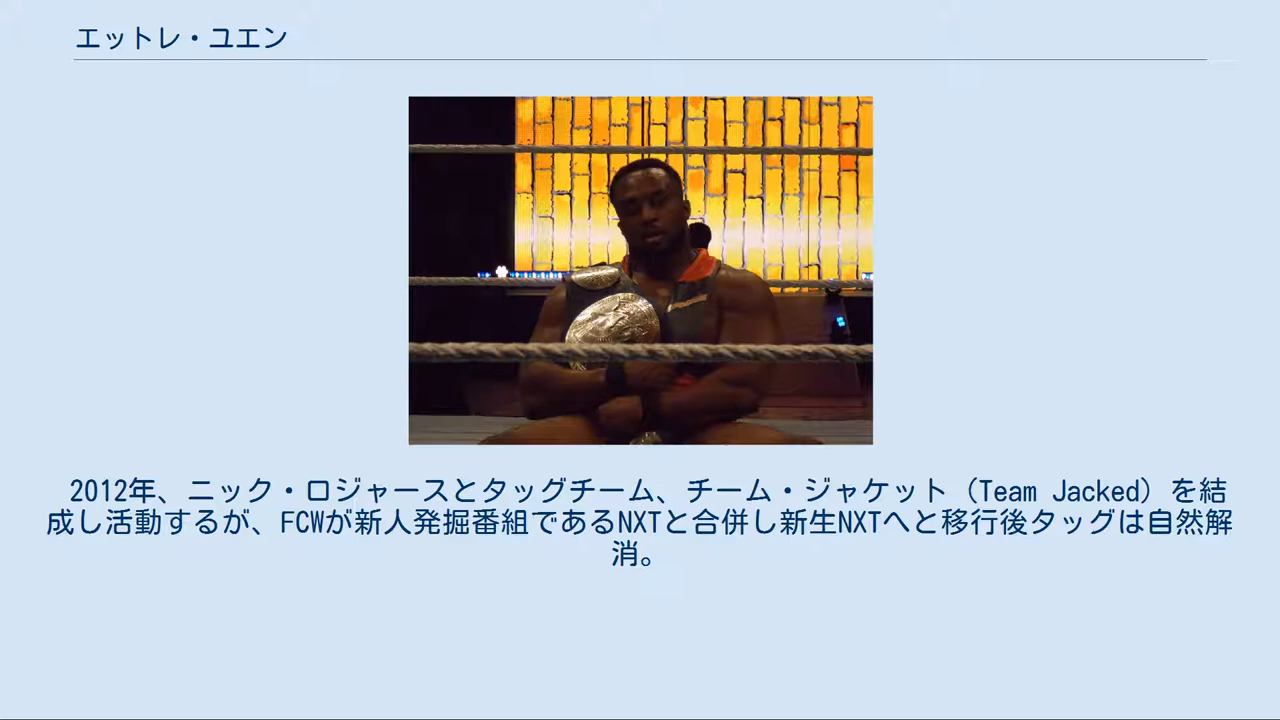 エットレ・ユエン
2012年、ニック・ロジャースとタッグチーム、チーム・ジャケット（Team Jacked）を結
成し活動するが、FCWが新人発掘番組であるNXTと合併し新生NXTへと移行後タッグは自然解
消。